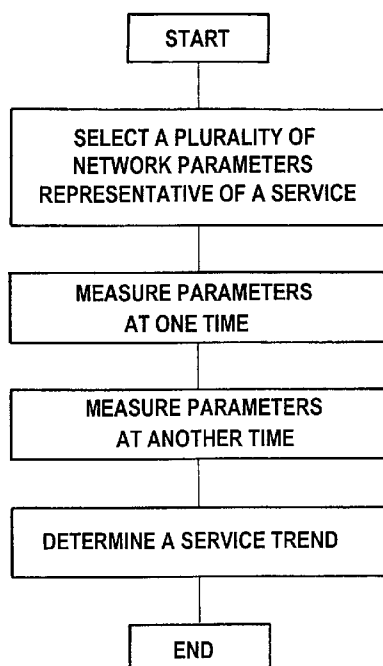 START
SELECT A PLURALITY OF
NETWORK PARAMETERS
REPRESENTATIVE OF A SERVICE
MEASURE PARAMETERS
AT ONE TIME
MEASURE PARAMETERS
AT ANOTHER TIME
DETERMINE A SERVICE TREND
END